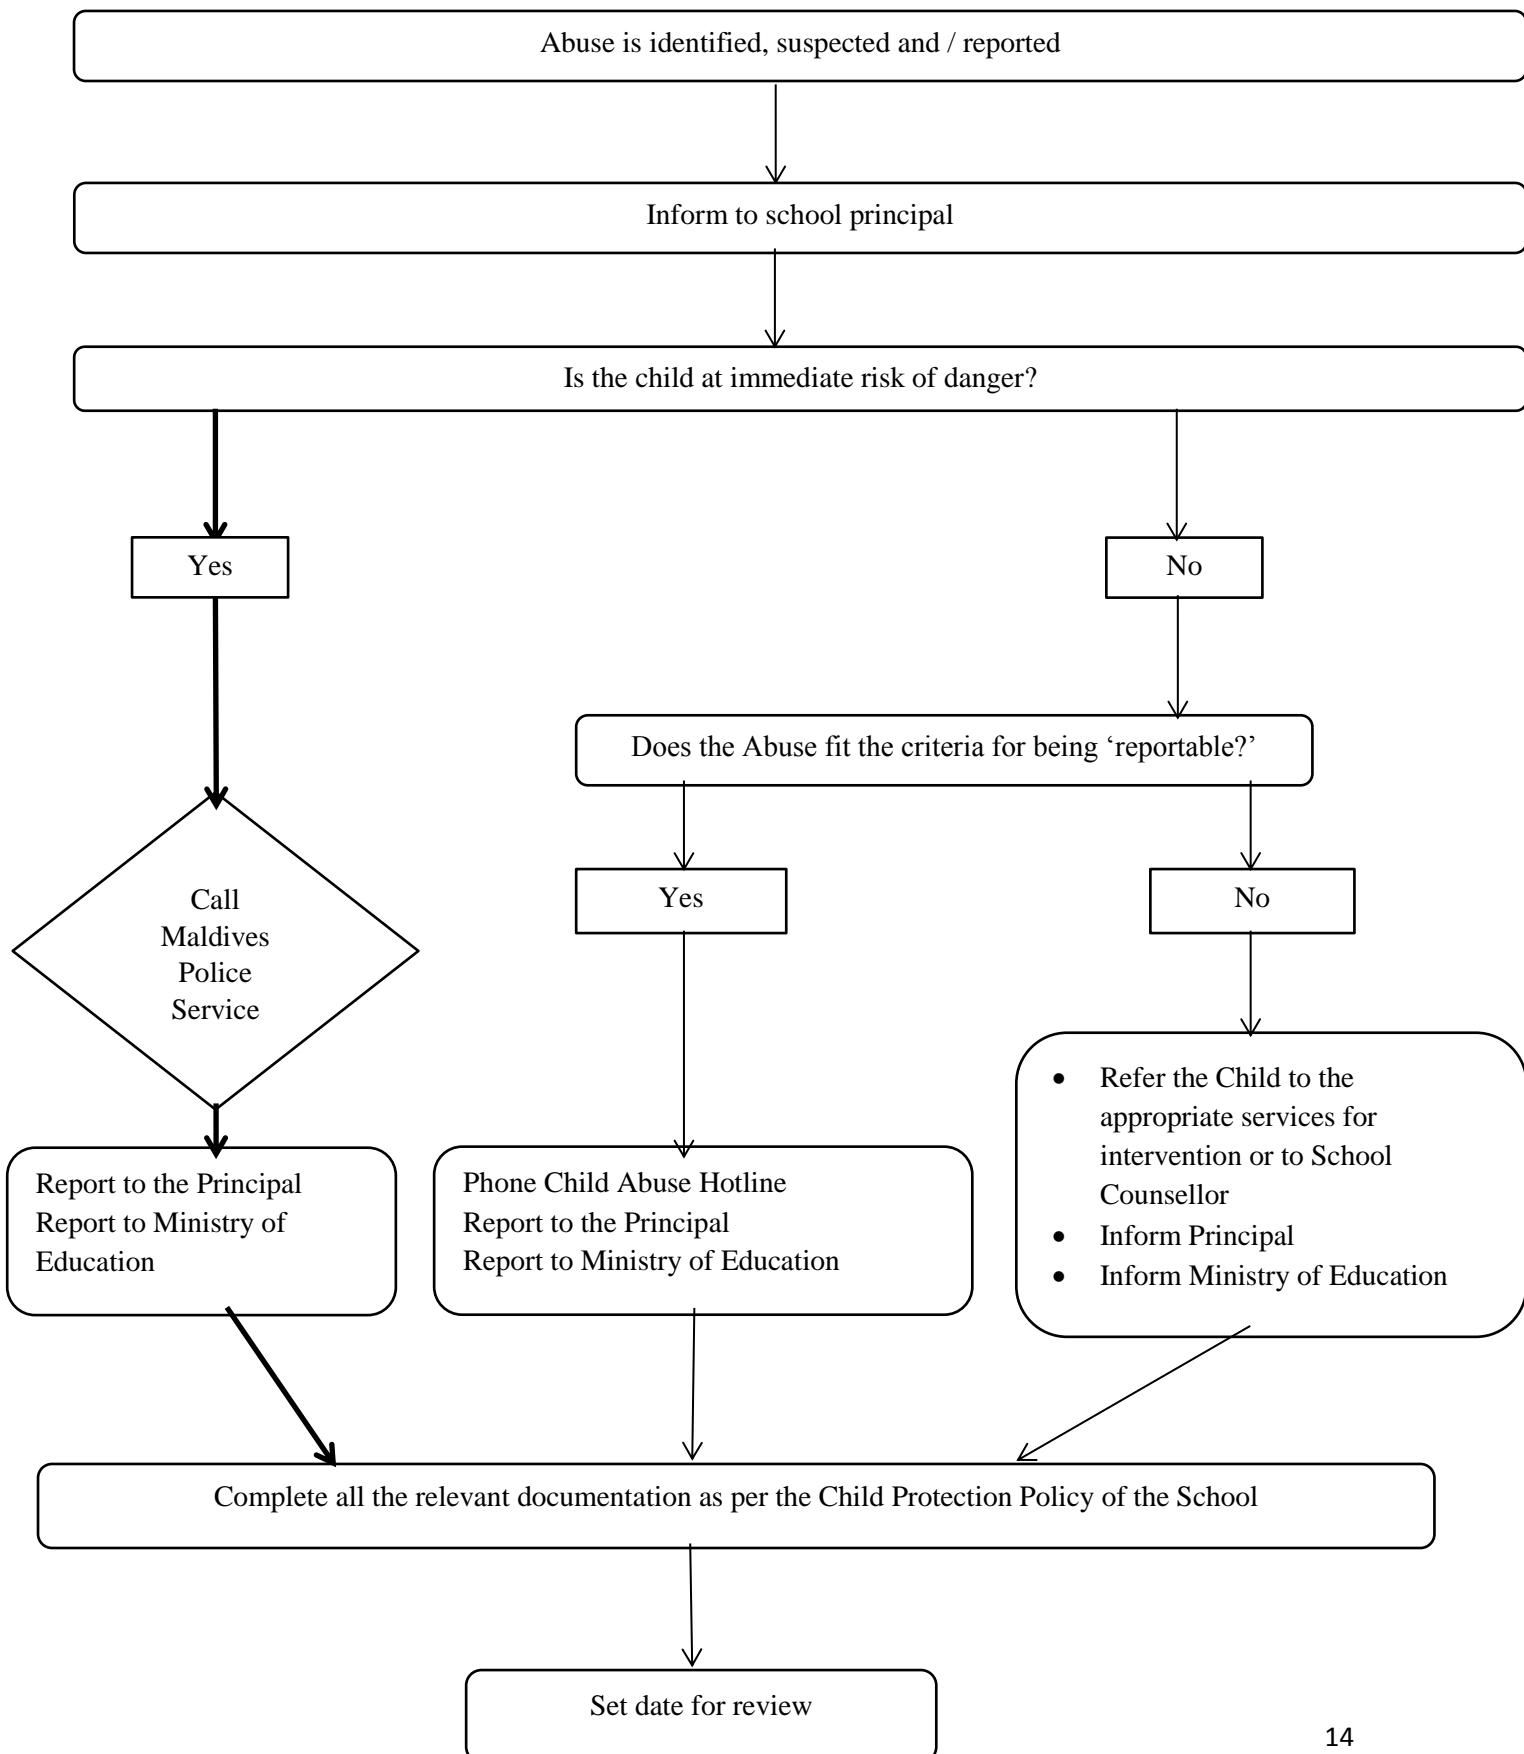 Abuse is identified, suspected and / reported
Inform to school principal
Is the child at immediate risk of danger?
Yes
No
Does the Abuse fit the criteria for being ‘reportable?’
Yes
No
Call
Maldives
Police
Service
Report to the Principal
Report to Ministry of
Education
Phone Child Abuse Hotline
Report to the Principal
Report to Ministry of Education
• Refer the Child to the
appropriate services for
intervention or to School
Counsellor
• Inform Principal
• Inform Ministry of Education
Complete all the relevant documentation as per the Child Protection Policy of the School
Set date for review
14